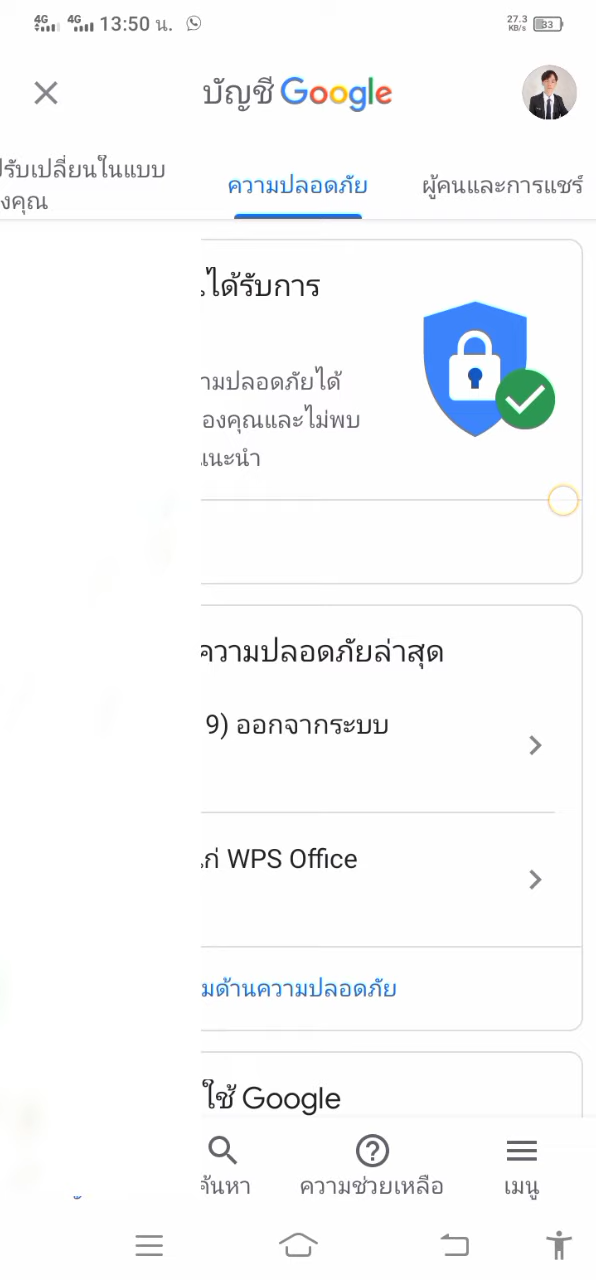 4G 4G 13:50 น. 27.3 KB/s 33
บัญชี Google
ปรับเปลี่ยนในแบบ
งคุณ
ความปลอดภัย
ผู้คนและการแชร์
ได้รับการ
ามปลอดภัยได้
องคุณและไม่พบ
แนะนำ
ความปลอดภัยล่าสุด
9) ออกจากระบบ
ก่ WPS Office
มด้านความปลอดภัย
ใช้ Google
ค้นหา
ความช่วยเหลือ
เมนู